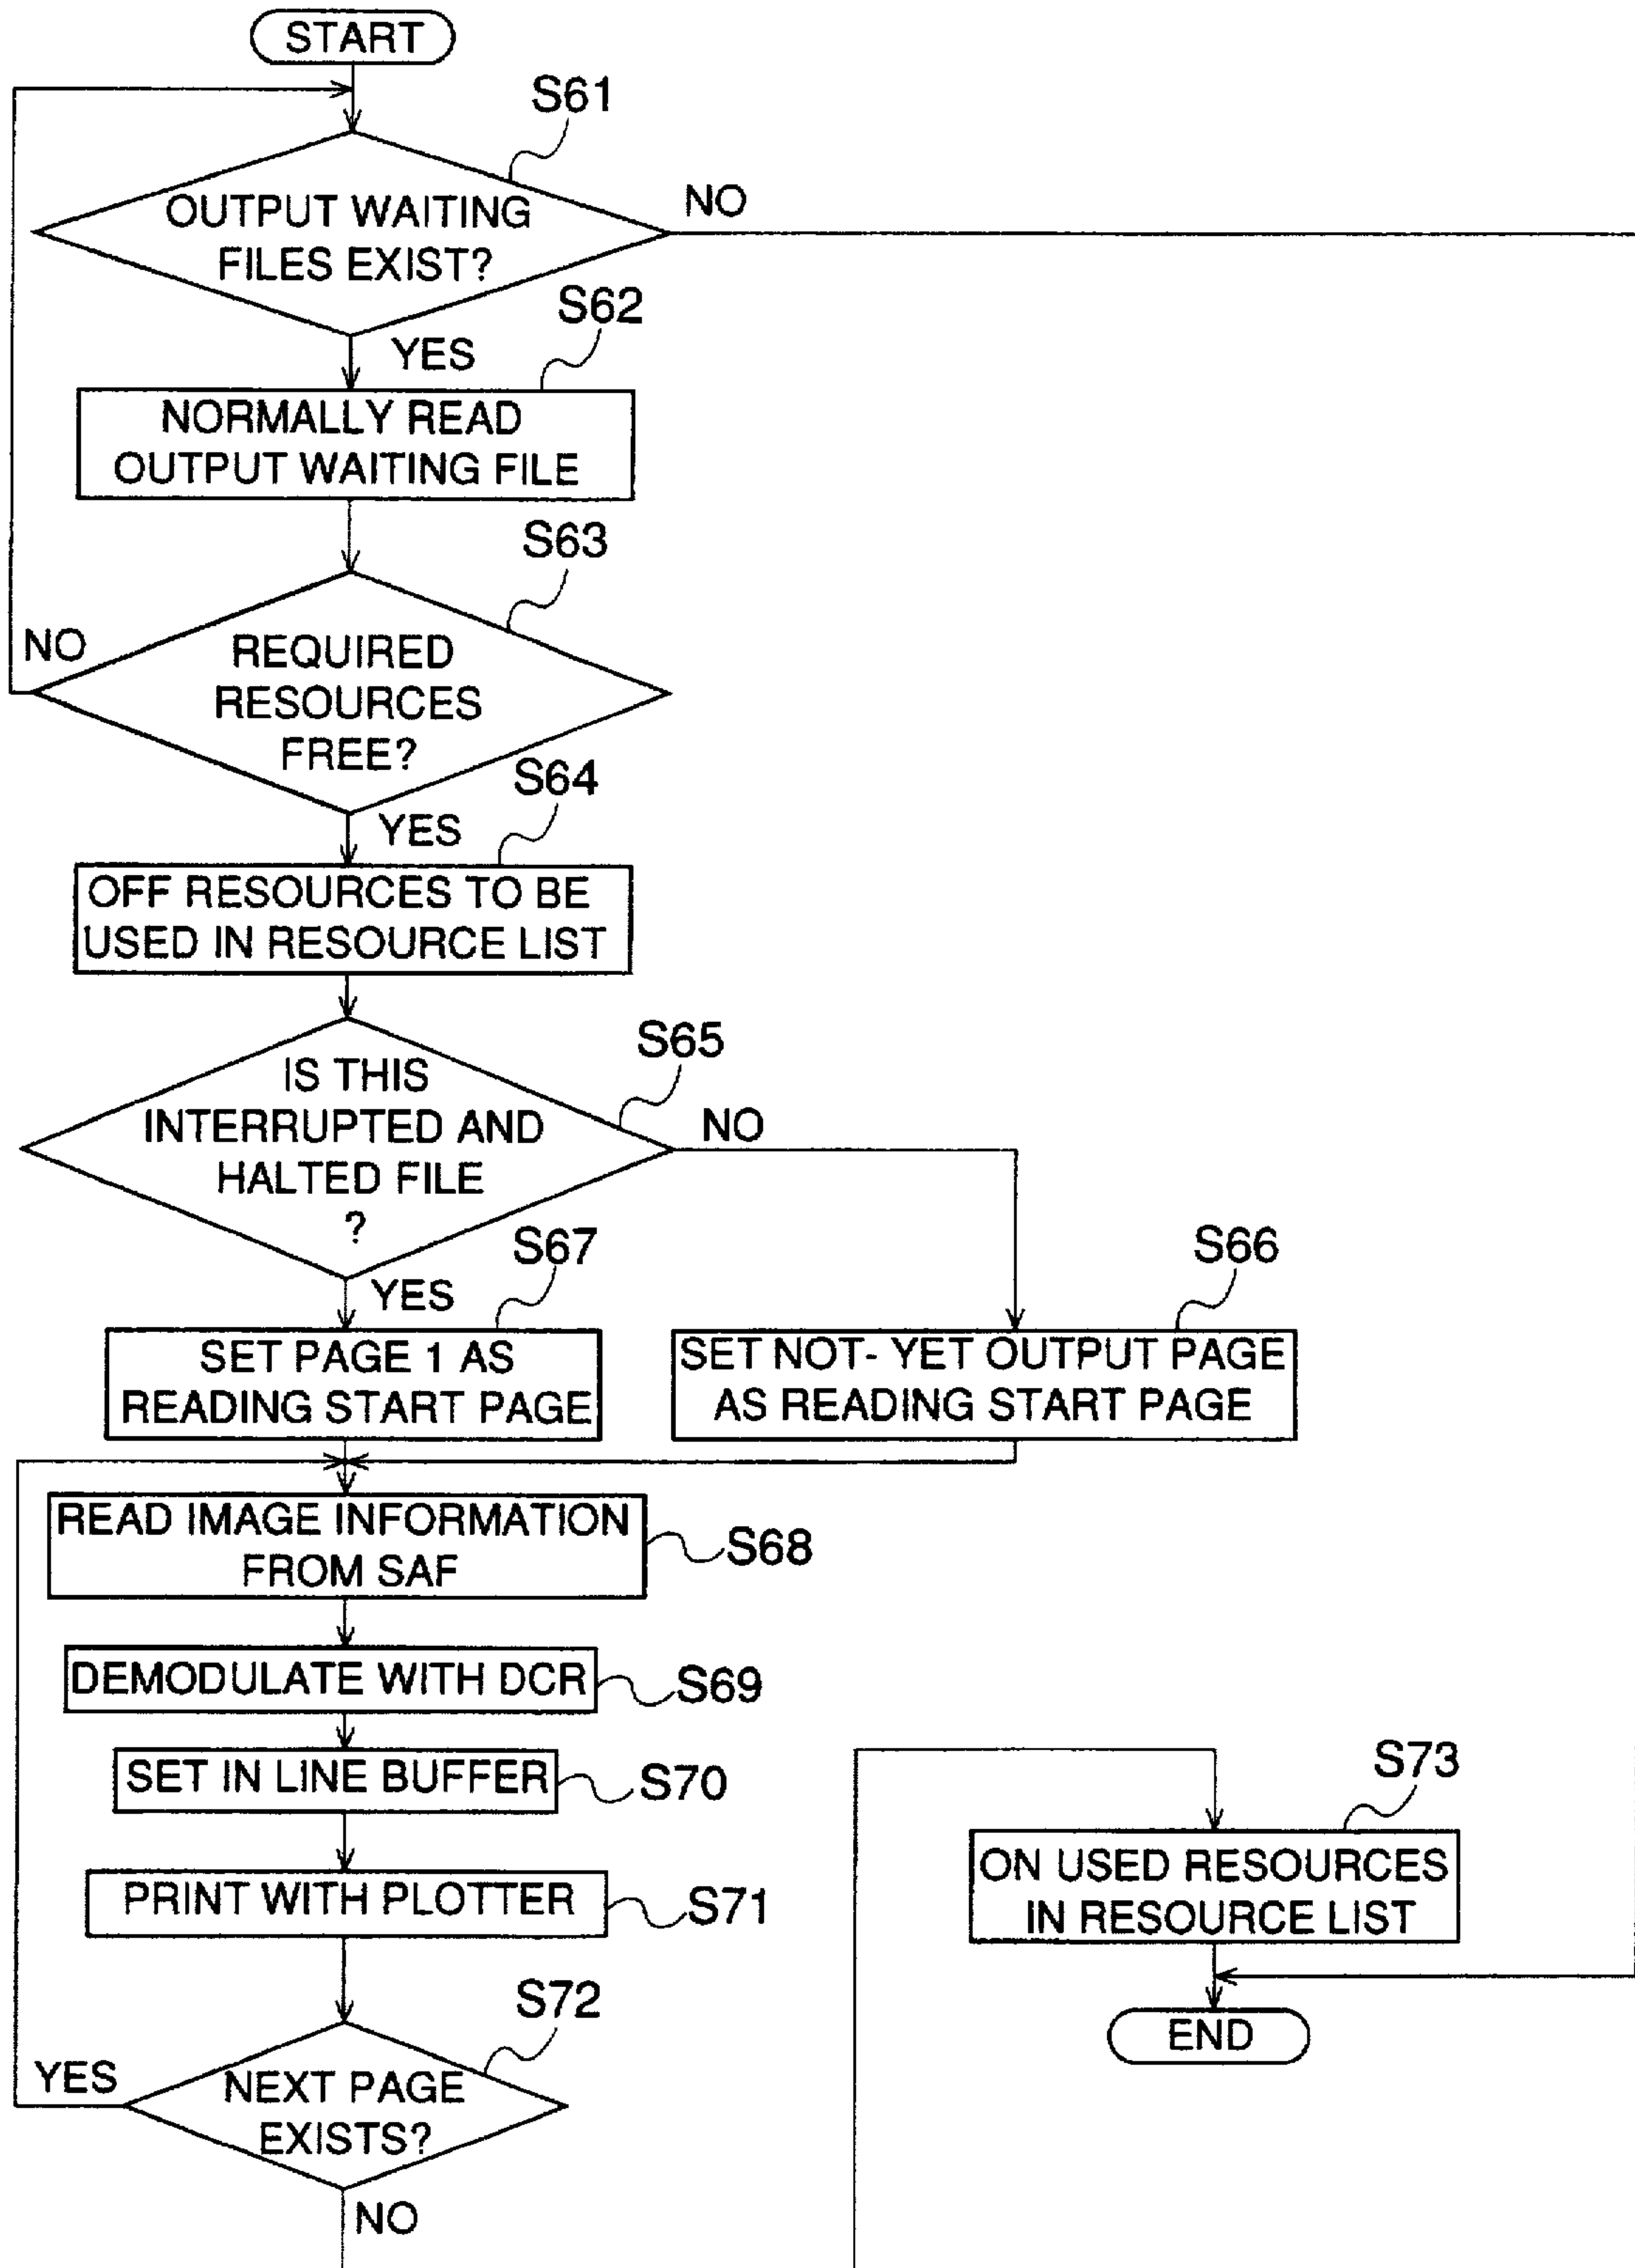 START
S61
OUTPUT WAITING
FILES EXIST?
NO
S62
YES
NORMALLY READ
OUTPUT WAITING FILE
S63
NO
REQUIRED
RESOURCES
FREE?
S64
YES
OFF RESOURCES TO BE
USED IN RESOURCE LIST
S65
IS THIS
INTERRUPTED AND
HALTED FILE
?
NO
S67
YES
S66
SET PAGE 1 AS
READING START PAGE
SET NOT- YET OUTPUT PAGE
AS READING START PAGE
READ IMAGE INFORMATION
FROM SAF
S68
DEMODULATE WITH DCR
S69
SET IN LINE BUFFER
S70
PRINT WITH PLOTTER
S71
S72
YES
NEXT PAGE
EXISTS?
NO
S73
ON USED RESOURCES
IN RESOURCE LIST
END